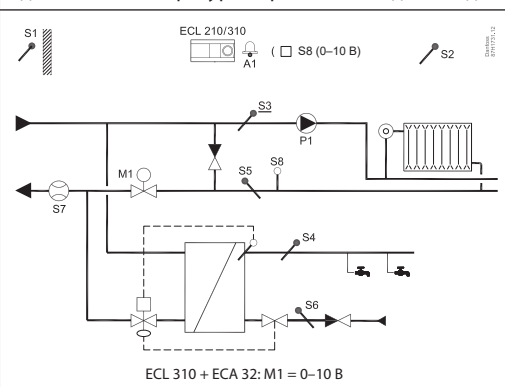 S1
ECL 210/310
A1
( □ S8 (0–10 В)
S2
Danfoss
87H1731.12
S3
P1
M1
S5
S8
S7
S4
S6
ECL 310 + ECA 32: M1 = 0–10 В